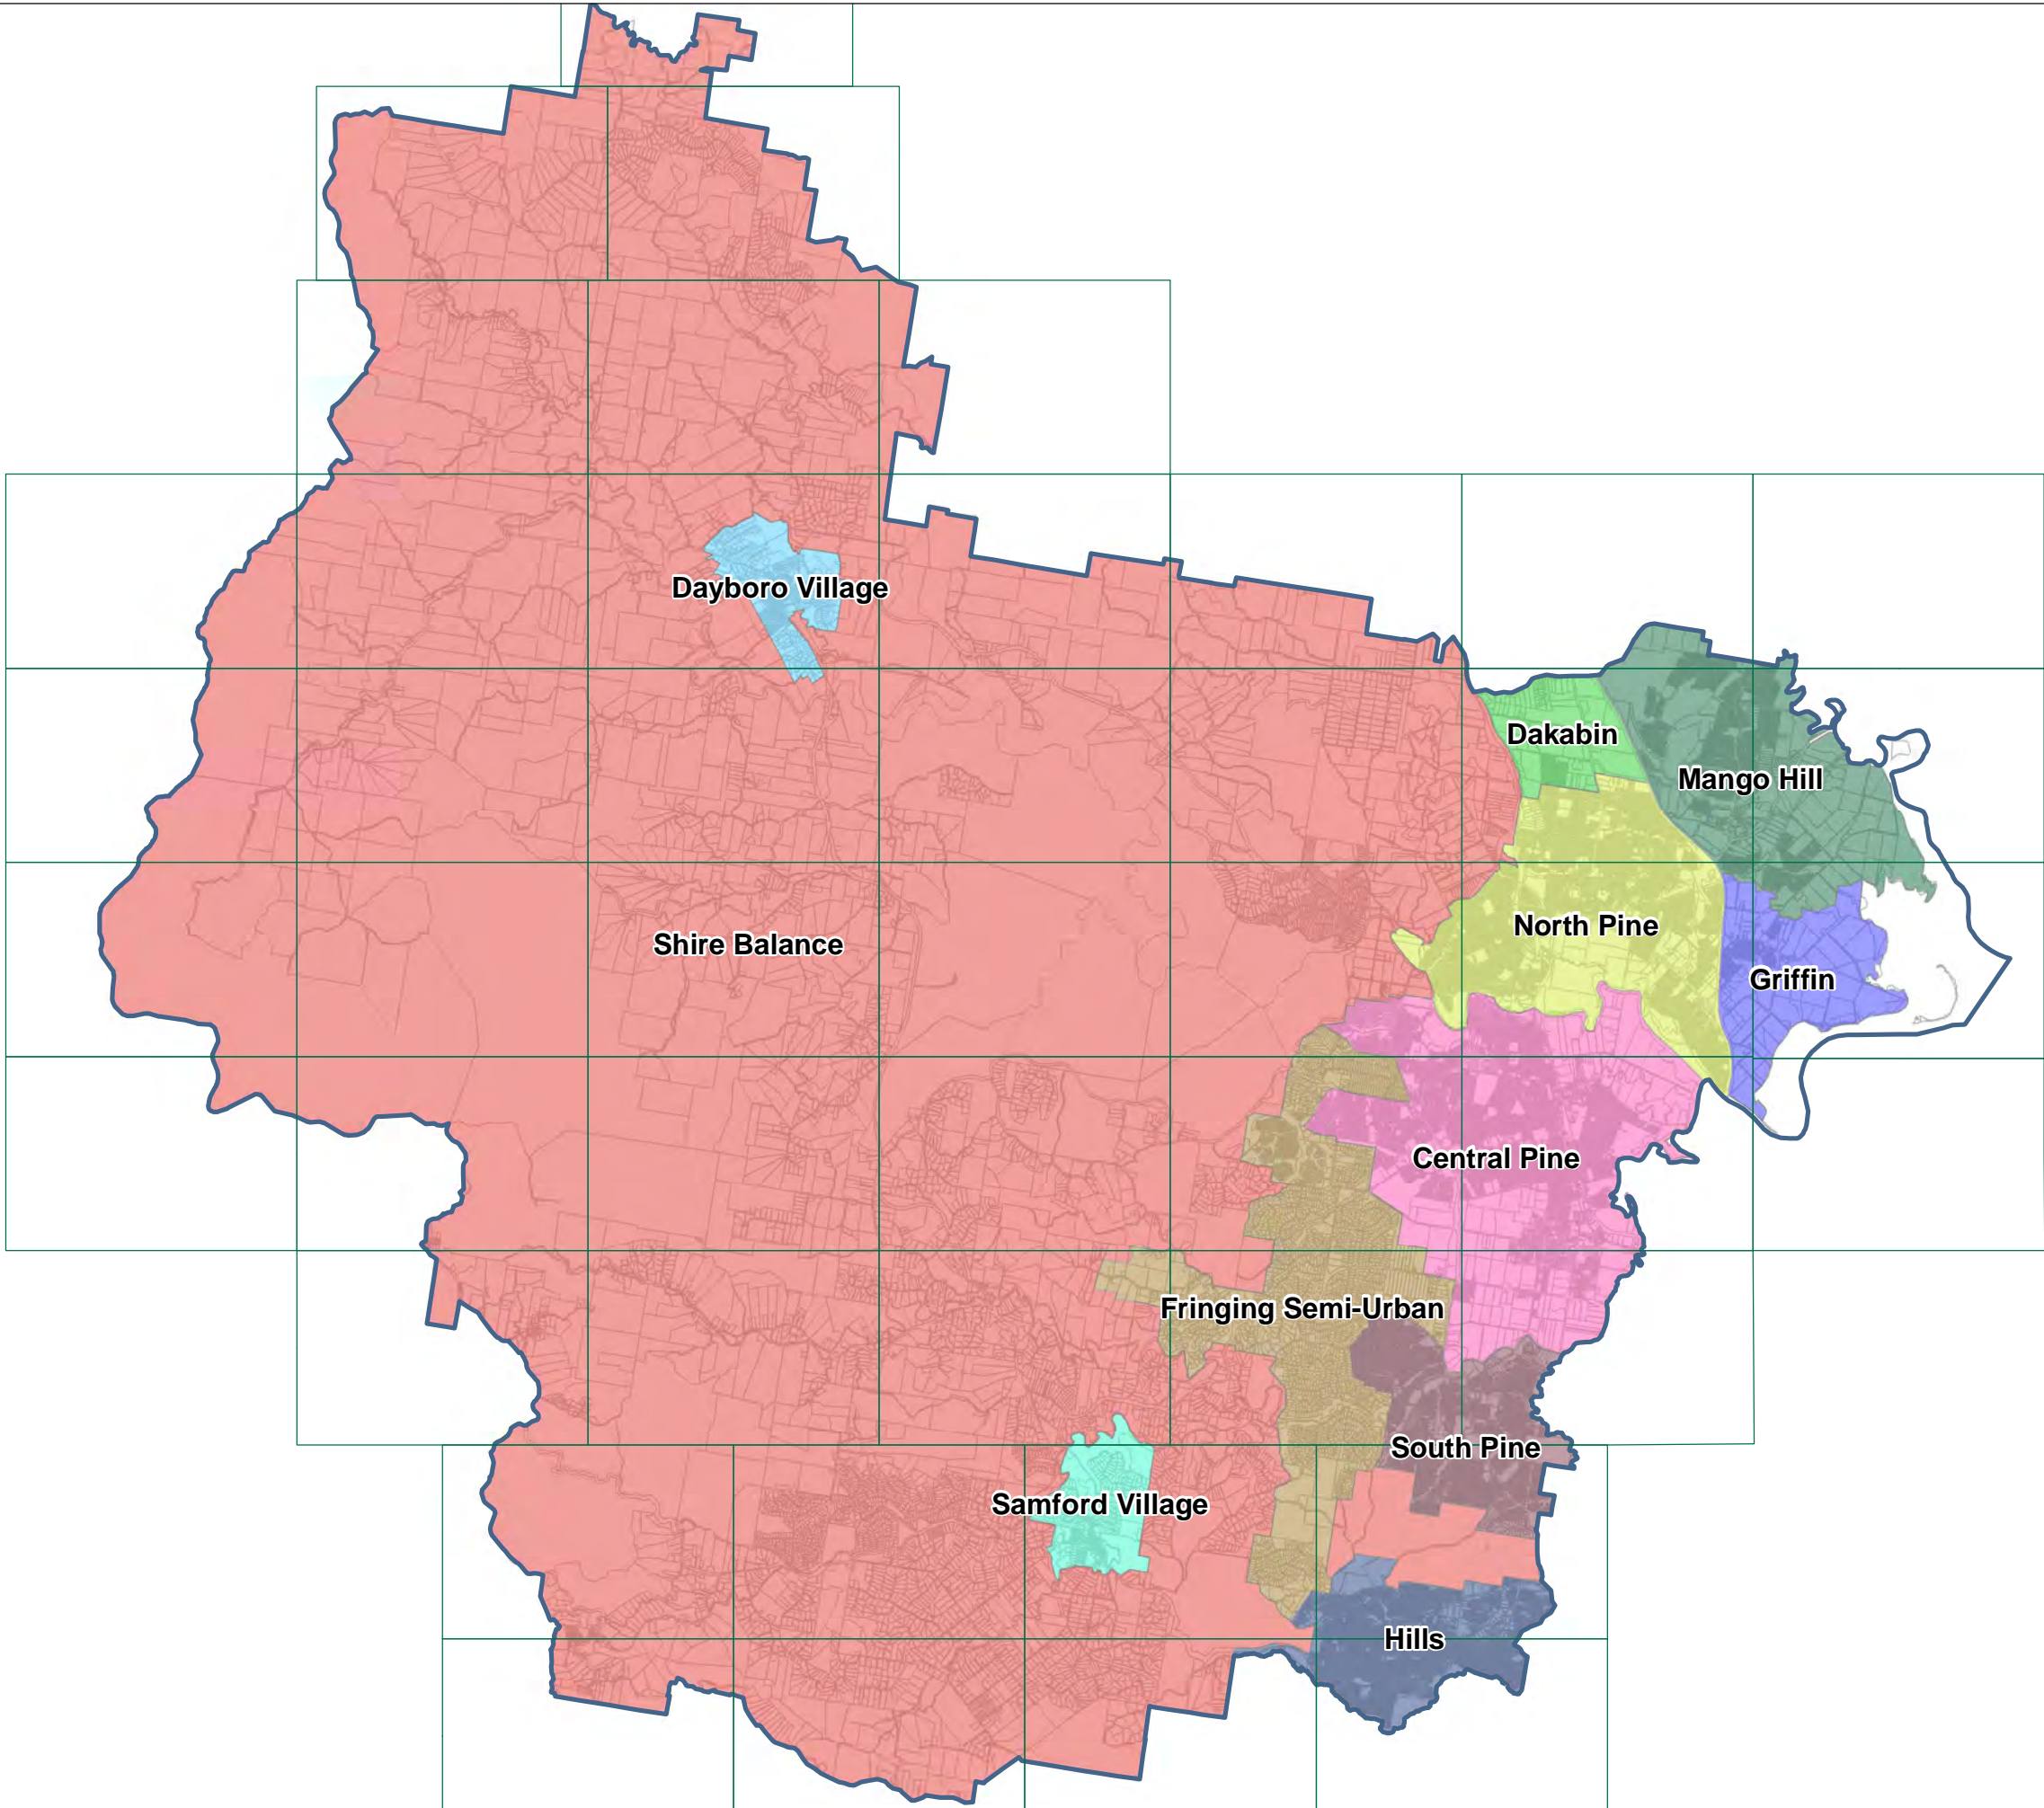 Dayboro Village
Dakabin
Mango Hill
North Pine
Shire Balance
Griffin
Central Pine
Fringing Semi-Urban
South Pine
Samford Village
Hills